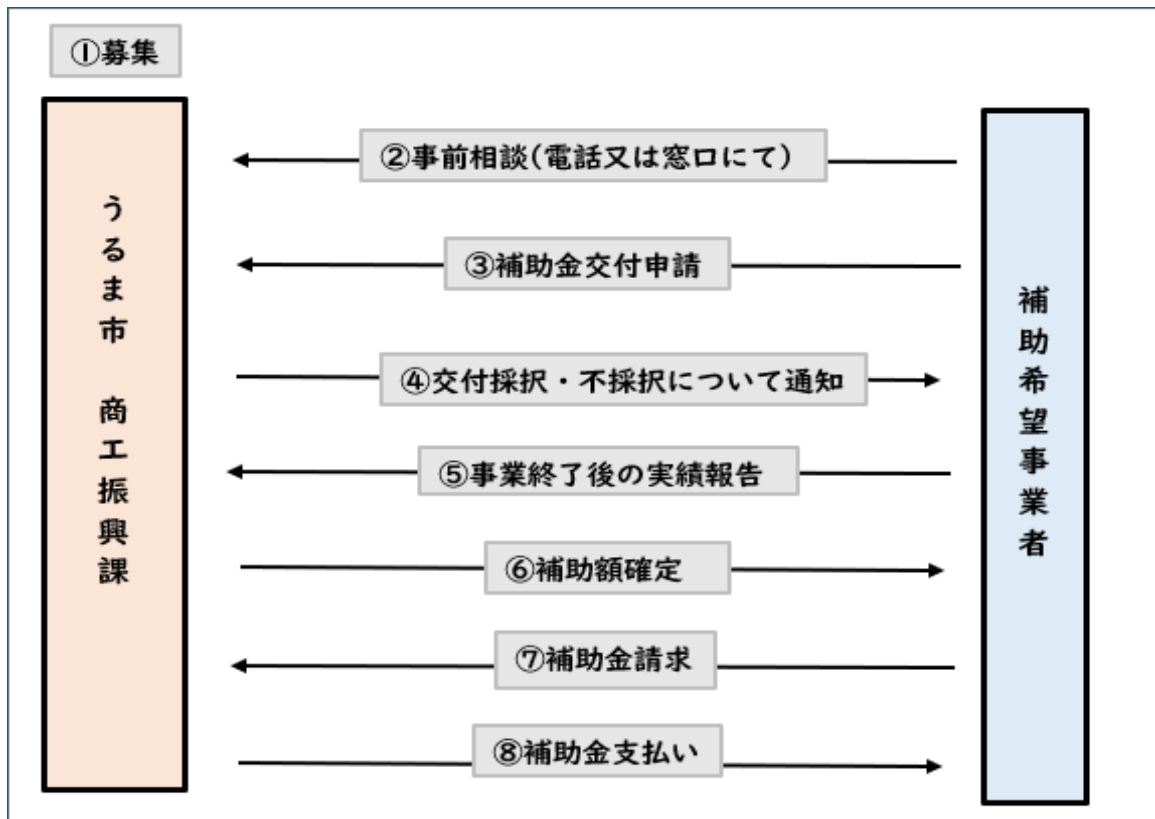 ①募集
うるま市 商工振興課
②事前相談(電話又は窓口にて)
③補助金交付申請
④交付採択・不採択について通知
⑤事業終了後の実績報告
⑥補助額確定
⑦補助金請求
⑧補助金支払い
補助希望事業者